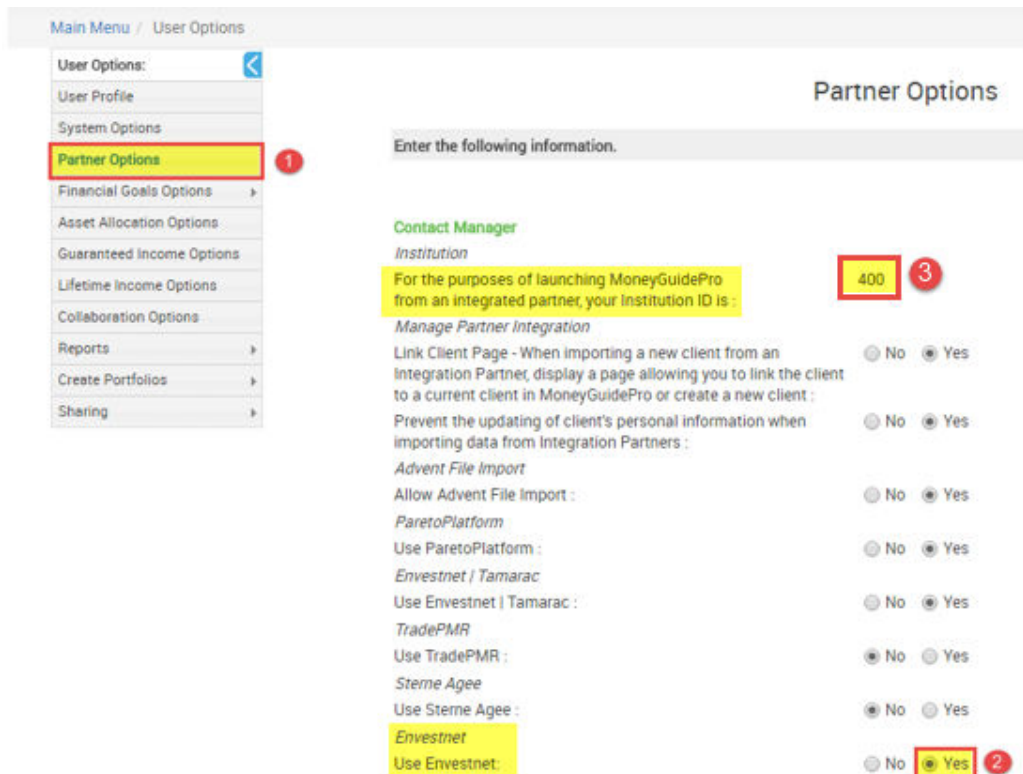 Main Menu / User Options
User Options:
User Profile
System Options
Partner Options
1
Financial Goals Options
Asset Allocation Options
Guaranteed Income Options
Lifetime Income Options
Collaboration Options
Reports
Create Portfolios
Sharing
Partner Options
Enter the following information.
Contact Manager
Institution
For the purposes of launching MoneyGuidePro
from an integrated partner, your Institution ID is :
400
3
Manage Partner Integration
Link Client Page - When importing a new client from an
No Yes
Integration Partner, display a page allowing you to link the client
to a current client in MoneyGuidePro or create a new client :
Prevent the updating of client's personal information when
No Yes
importing data from Integration Partners :
Advent File Import
Allow Advent File Import : No Yes
ParetoPlatform
Use ParetoPlatform : No Yes
Envestnet | Tamarac
Use Envestnet | Tamarac : No Yes
TradePMR
Use TradePMR : No Yes
Sterne Agee
Use Sterne Agee : No Yes
Envestnet
Use Envestnet: No Yes 2